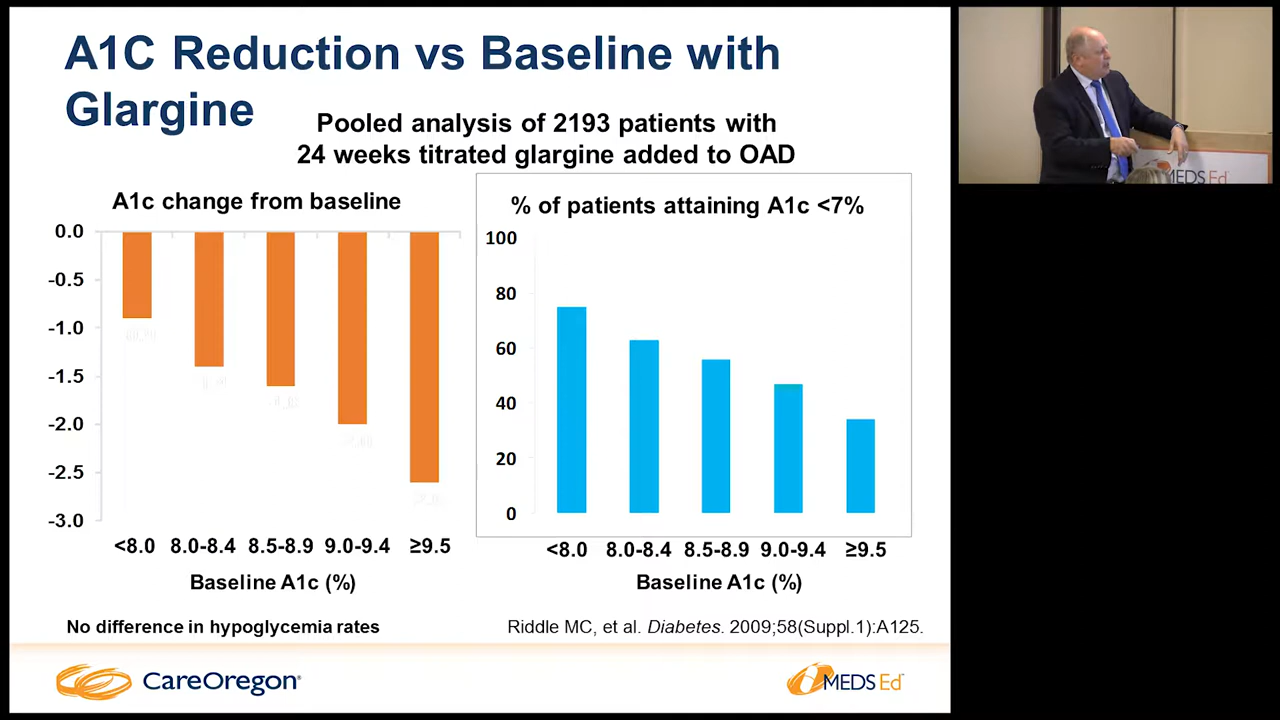 A1C Reduction vs Baseline with
Glargine
Pooled analysis of 2193 patients with
24 weeks titrated glargine added to OAD
A1c change from baseline
0.0
-0.5
-1.0
-1.5
-2.0
-2.5
-3.0
<8.0 8.0-8.4 8.5-8.9 9.0-9.4 ≥9.5
Baseline A1c (%)
% of patients attaining A1c <7%
100
80
60
40
20
0
<8.0 8.0-8.4 8.5-8.9 9.0-9.4 ≥9.5
Baseline A1c (%)
No difference in hypoglycemia rates
Riddle MC, et al. Diabetes. 2009;58(Suppl.1):A125.
CareOregon®
MEDS Ed
MEDS Ed